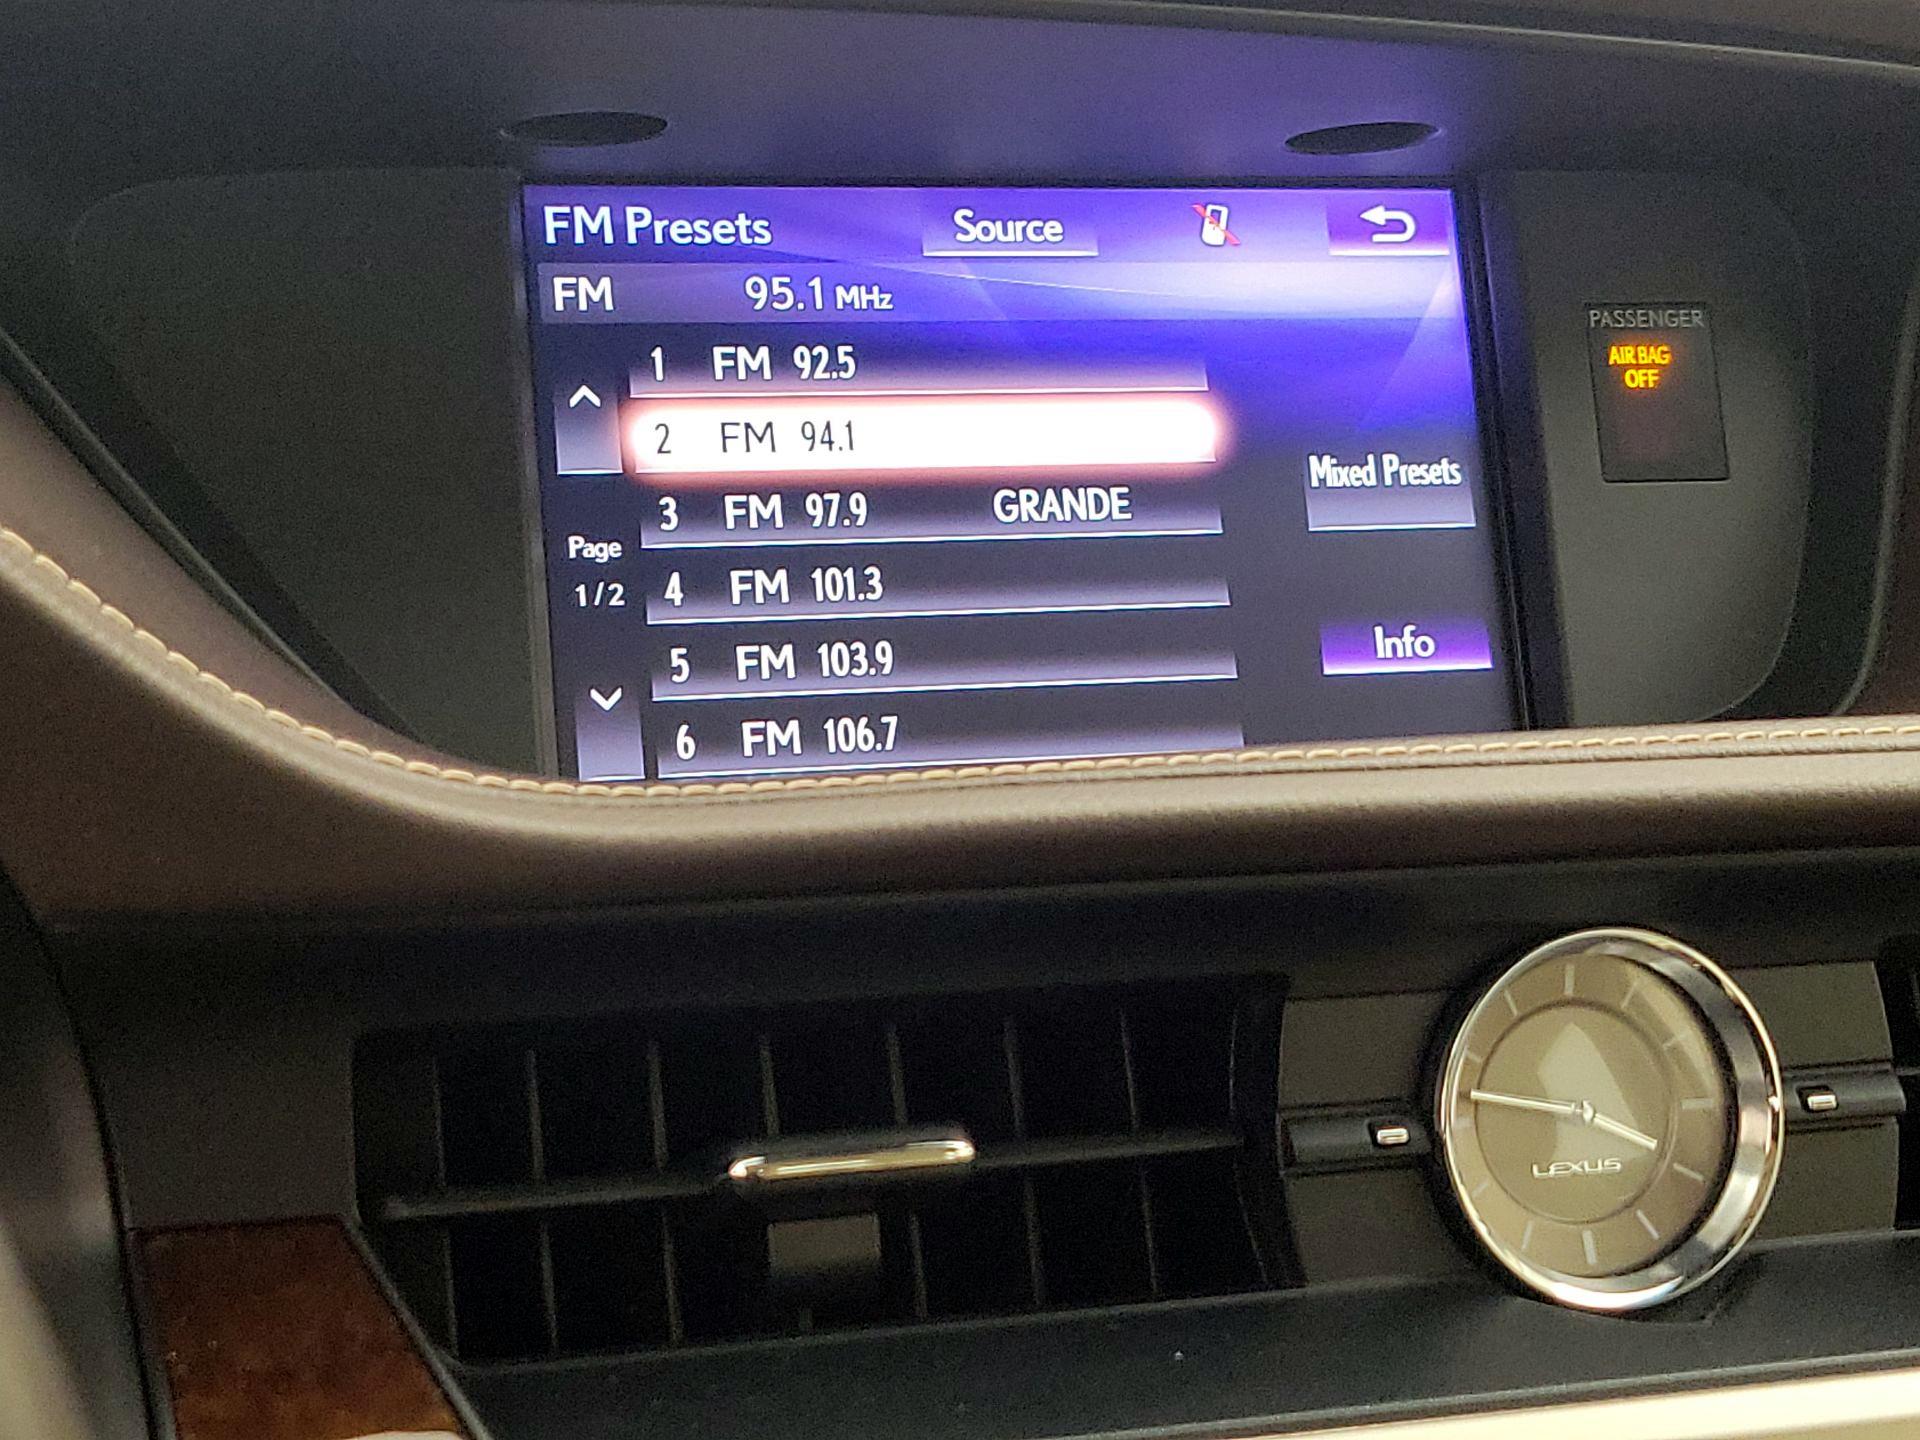 FM Presets Source
FM 95.1 MHz
1 FM 92.5
2 FM 94.1
3 FM 97.9 GRANDE
4 FM 101.3
5 FM 103.9
6 FM 106.7
Page
1/2
Mixed Presets
Info
PASSENGER
AIR BAG
OFF
LEXUS